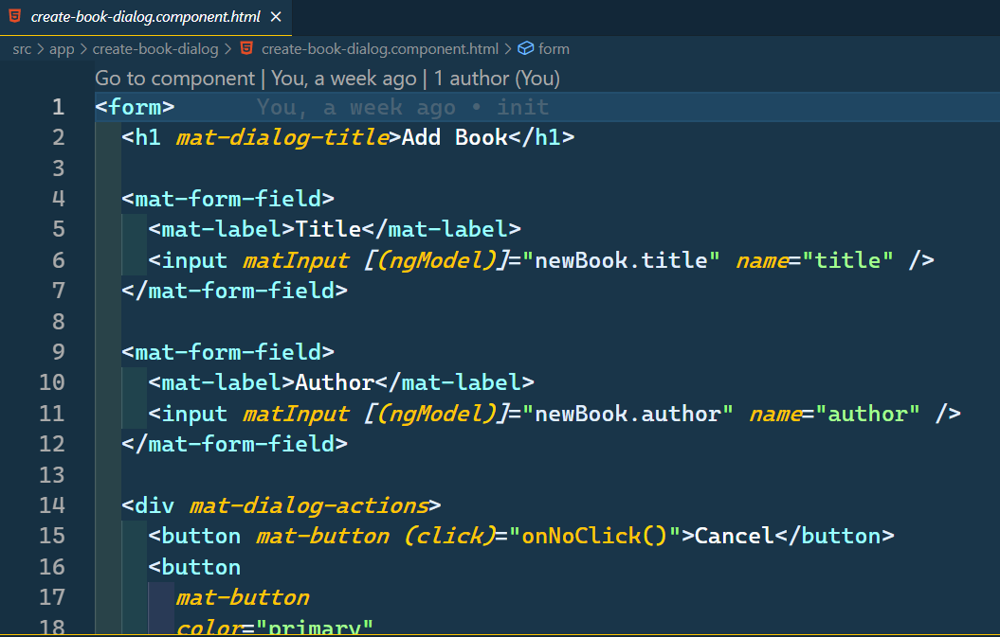 create-book-dialog.component.html ×
src > app > create-book-dialog > create-book-dialog.component.html > form
Go to component | You, a week ago | 1 author (You)
1 <form> You, a week ago • init
2 <h1 mat-dialog-title>Add Book</h1>
3
4 <mat-form-field>
5 <mat-label>Title</mat-label>
6 <input matInput [(ngModel)]="newBook.title" name="title" />
7 </mat-form-field>
8
9 <mat-form-field>
10 <mat-label>Author</mat-label>
11 <input matInput [(ngModel)]="newBook.author" name="author" />
12 </mat-form-field>
13
14 <div mat-dialog-actions>
15 <button mat-button (click)="onNoClick()">Cancel</button>
16 <button
17 mat-button
18 color="primary"